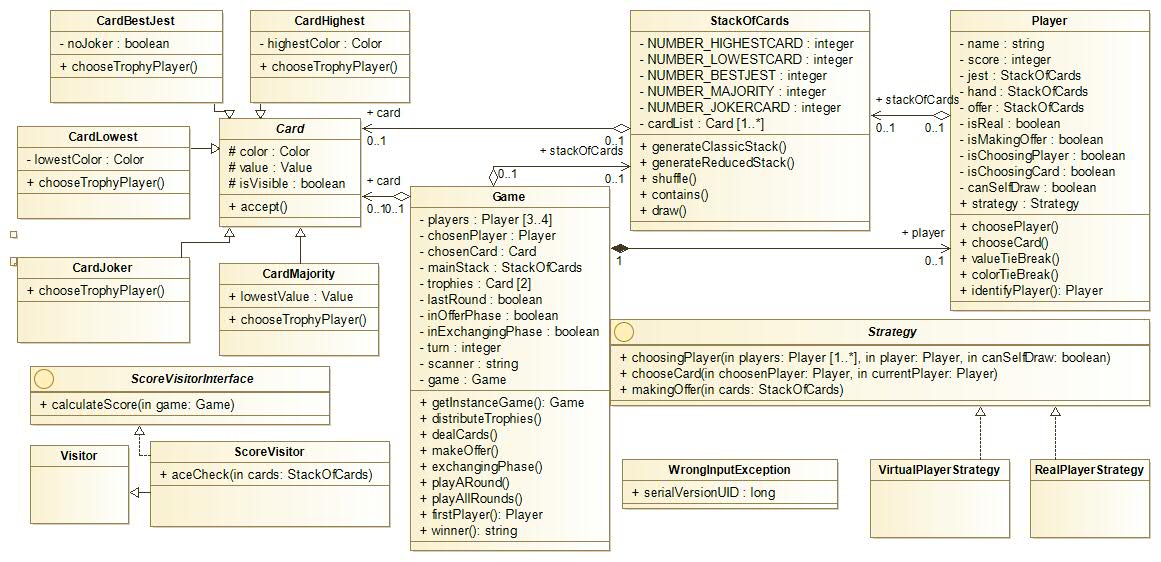 CardBestJest
- noJoker : boolean
+ chooseTrophyPlayer()
CardHighest
- highestColor : Color
+ chooseTrophyPlayer()
StackOfCards
- NUMBER_HIGHESTCARD : integer
- NUMBER_LOWESTCARD : integer
- NUMBER_BESTJEST : integer
- NUMBER_MAJORITY : integer
- NUMBER_JOKERCARD : integer
- cardList : Card [1..*]
+ generateClassicStack()
+ generateReducedStack()
+ shuffle()
+ contains()
+ draw()
Player
- name : string
- score : integer
- jest : StackOfCards
- hand : StackOfCards
- offer : StackOfCards
- isReal : boolean
- isMakingOffer : boolean
- isChoosingPlayer : boolean
- isChoosingCard : boolean
- canSelfDraw : boolean
+ strategy : Strategy
+ choosePlayer()
+ chooseCard()
+ valueTieBreak()
+ colorTieBreak()
+ identifyPlayer(): Player
+ card
0..1
0..1
+ stackOfCards
0..1
0..1
+ stackOfCards
0..1
0..1
+ card
0..1
0..1
+ player
1
0..1
CardLowest
- lowestColor : Color
+ chooseTrophyPlayer()
Card
# color : Color
# value : Value
# isVisible : boolean
+ accept()
Game
- players : Player [3..4]
- chosenPlayer : Player
- chosenCard : Card
- mainStack : StackOfCards
- trophies : Card [2]
- lastRound : boolean
- inOfferPhase : boolean
- inExchangingPhase : boolean
- turn : integer
- scanner : string
- game : Game
+ getInstanceGame(): Game
+ distributeTrophies()
+ dealCards()
+ makeOffer()
+ exchangingPhase()
+ playARound()
+ playAllRounds()
+ firstPlayer(): Player
+ winner(): string
CardJoker
+ chooseTrophyPlayer()
CardMajority
+ lowestValue : Value
+ chooseTrophyPlayer()
Strategy
+ choosingPlayer(in players: Player [1..*], in player: Player, in canSelfDraw: boolean)
+ chooseCard(in choosenPlayer: Player, in currentPlayer: Player)
+ makingOffer(in cards: StackOfCards)
ScoreVisitorInterface
+ calculateScore(in game: Game)
Visitor
ScoreVisitor
+ aceCheck(in cards: StackOfCards)
WrongInputException
+ serialVersionUID : long
VirtualPlayerStrategy
RealPlayerStrategy